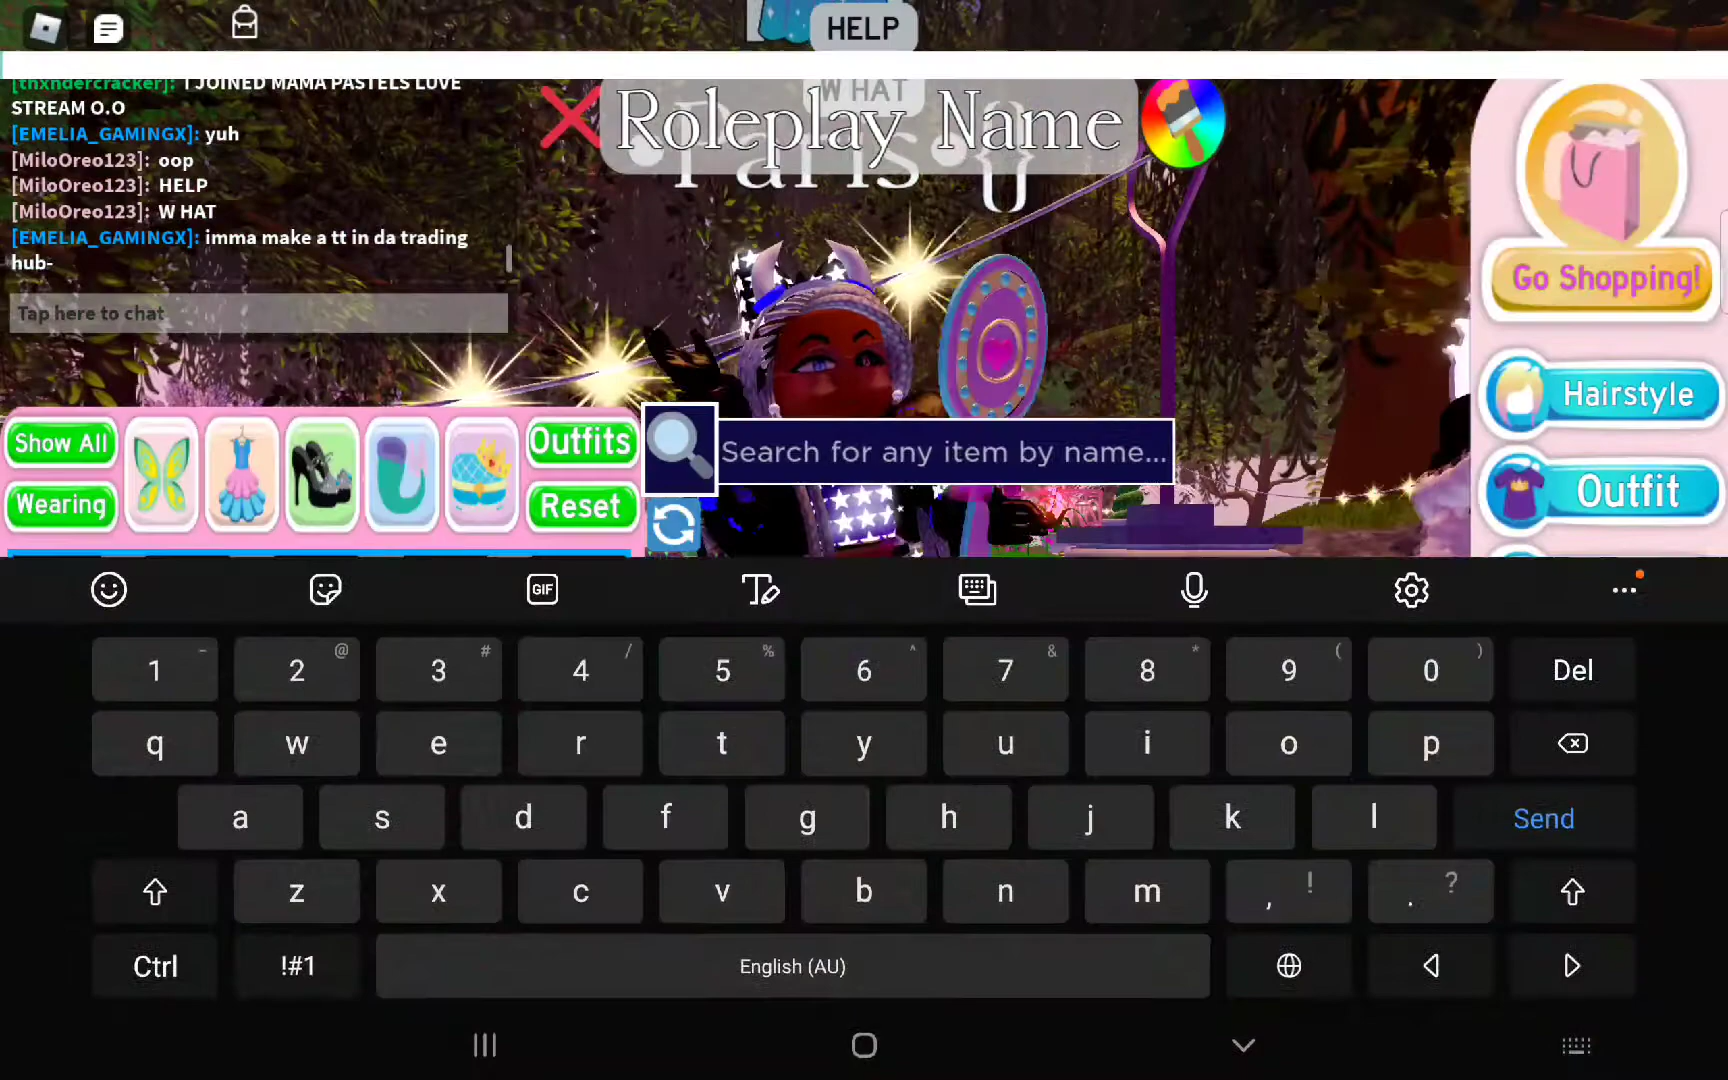 HELP
[thxndercracker]: I JOINED MAMA PASTELS LUVE
STREAM O.O
[EMELIA_GAMINGX]: yuh
[MiloOreo123]: oop
[MiloOreo123]: HELP
[MiloOreo123]: W HAT
[EMELIA_GAMINGX]: imma make a tt in da trading
hub-
Tap here to chat
W HAT
Roleplay Name
•Paris•{}
Go Shopping!
Hairstyle
Outfit
Show All
Wearing
Outfits
Reset
Search for any item by name...
GIF
1 - 2 @ 3 # 4 / 5 % 6 ^ 7 & 8 * 9 ( 0 ) Del
q w e r t y u i o p
a s d f g h j k l Send
z x c v b n m , ! . ?
Ctrl !#1 English (AU)